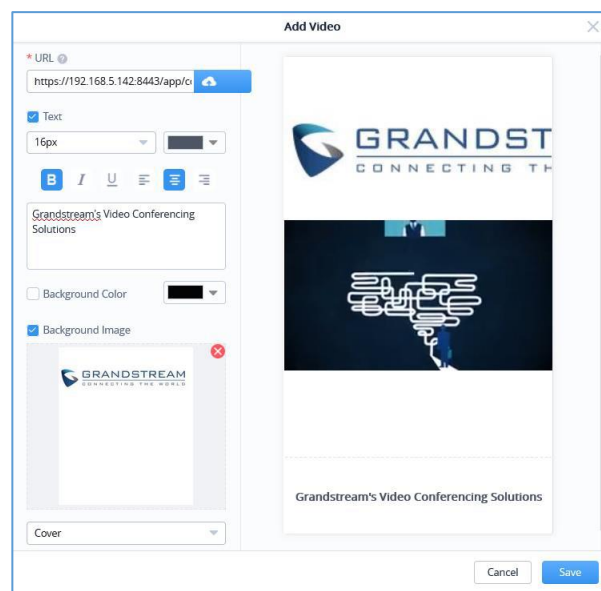 Add Video
* URL
https://192.168.5.142:8443/app/c
Text
16px
B I U
Grandstream's Video Conferencing
Solutions
Background Color
Background Image
GRANDSTREAM
CONNECTING THE WORLD
Cover
GRANDST
CONNECTING TH
Grandstream's Video Conferencing Solutions
Cancel
Save